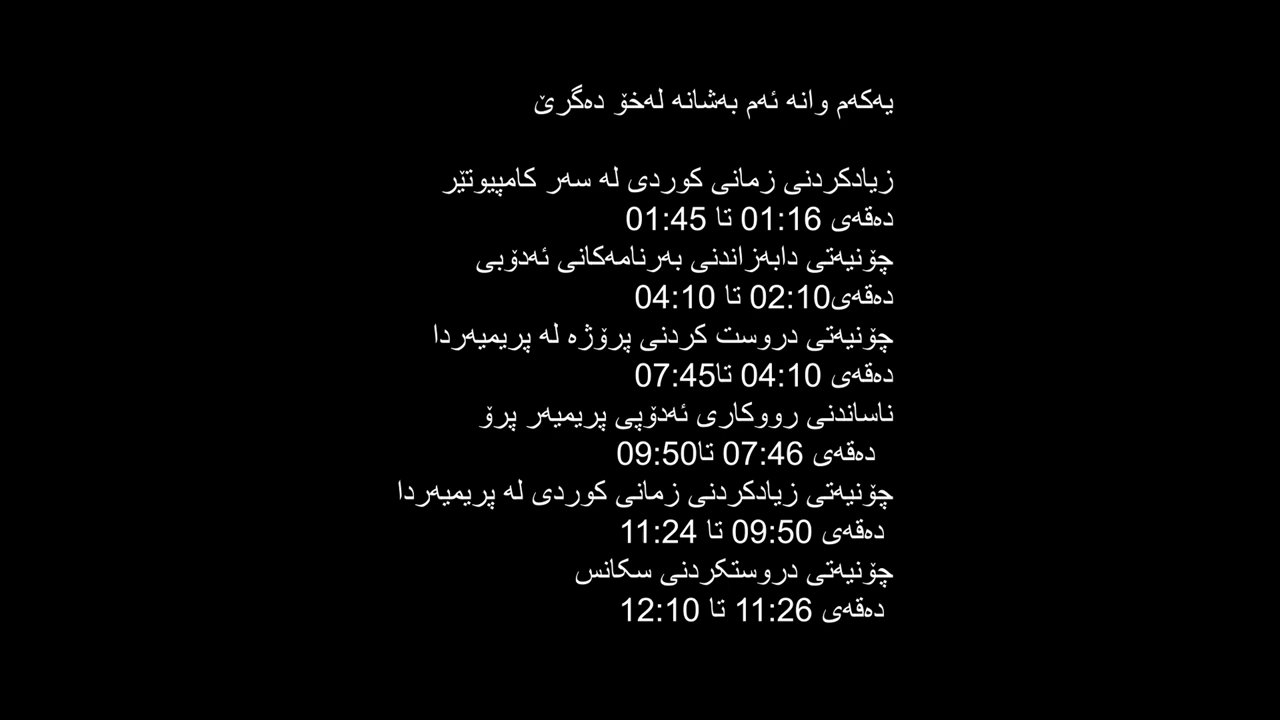 یەکەم وانە ئەم بەشانە لەخۆ دەگرێ
زیادکردنی زمانی کوردی لە سەر کامپیوتێر
دەقەی 01:16 تا 01:45
چۆنیەتی دابەزاندنی بەرنامەکانی ئەدۆبی
دەقەی02:10 تا 04:10
چۆنیەتی دروست کردنی پرۆژە لە پریمیەردا
دەقەی 04:10 تا07:45
ناساندنی رووکاری ئەدۆپی پریمیەر پرۆ
دەقەی 07:46 تا09:50
چۆنیەتی زیادکردنی زمانی کوردی لە پریمیەردا
دەقەی 09:50 تا 11:24
چۆنیەتی دروستکردنی سکانس
دەقەی 11:26 تا 12:10